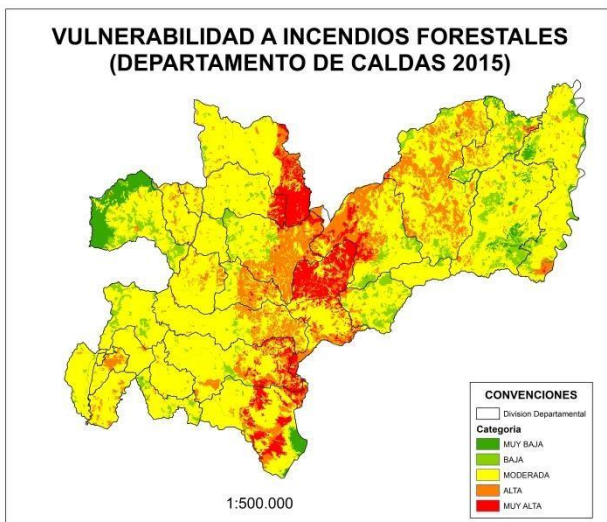 VULNERABILIDAD A INCENDIOS FORESTALES
(DEPARTAMENTO DE CALDAS 2015)
CONVENCIONES
Division Departamental
Categoria
MUY BAJA
BAJA
MODERADA
ALTA
MUY ALTA
1:500.000